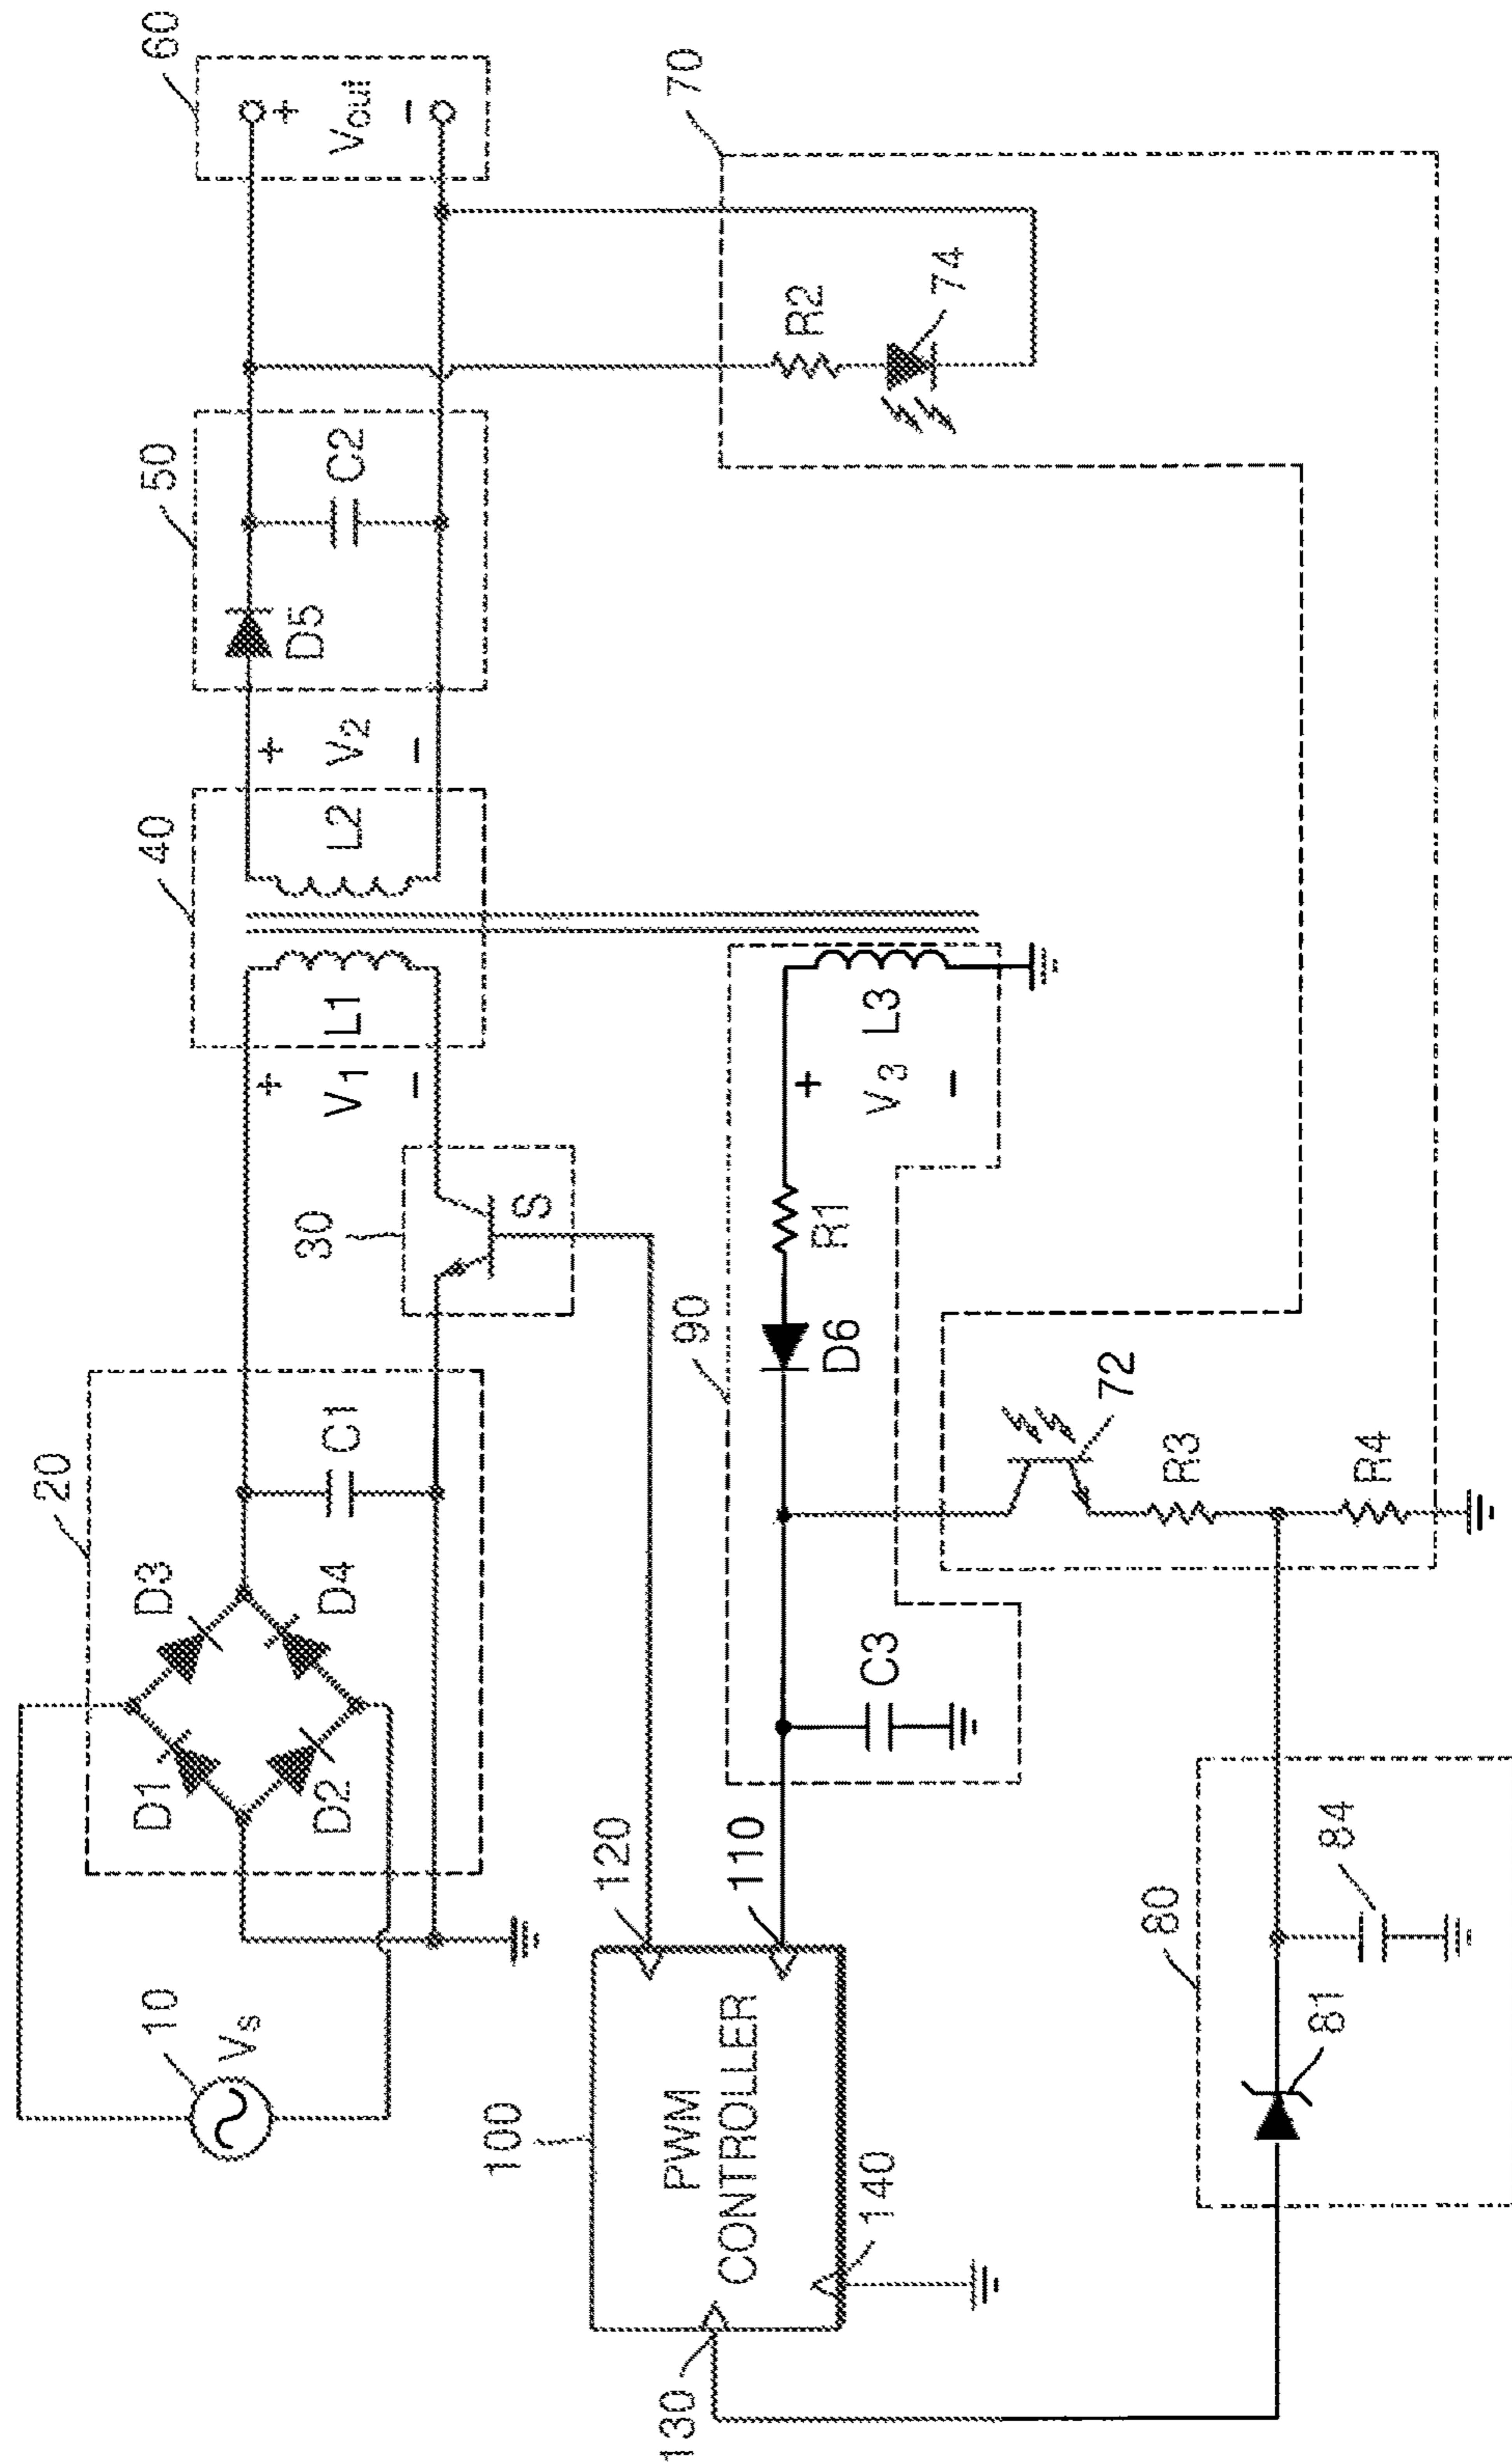 10
Vs
20
D1
D3
D2
D4
C1
30
S
40
V1
+
−
L1
L2
+
V2
−
50
D5
C2
60
+
Vout
−
100
PWM
CONTROLLER
120
110
130
140
90
C3
D6
R1
+
V3
−
L3
70
R2
74
72
R3
R4
80
81
84